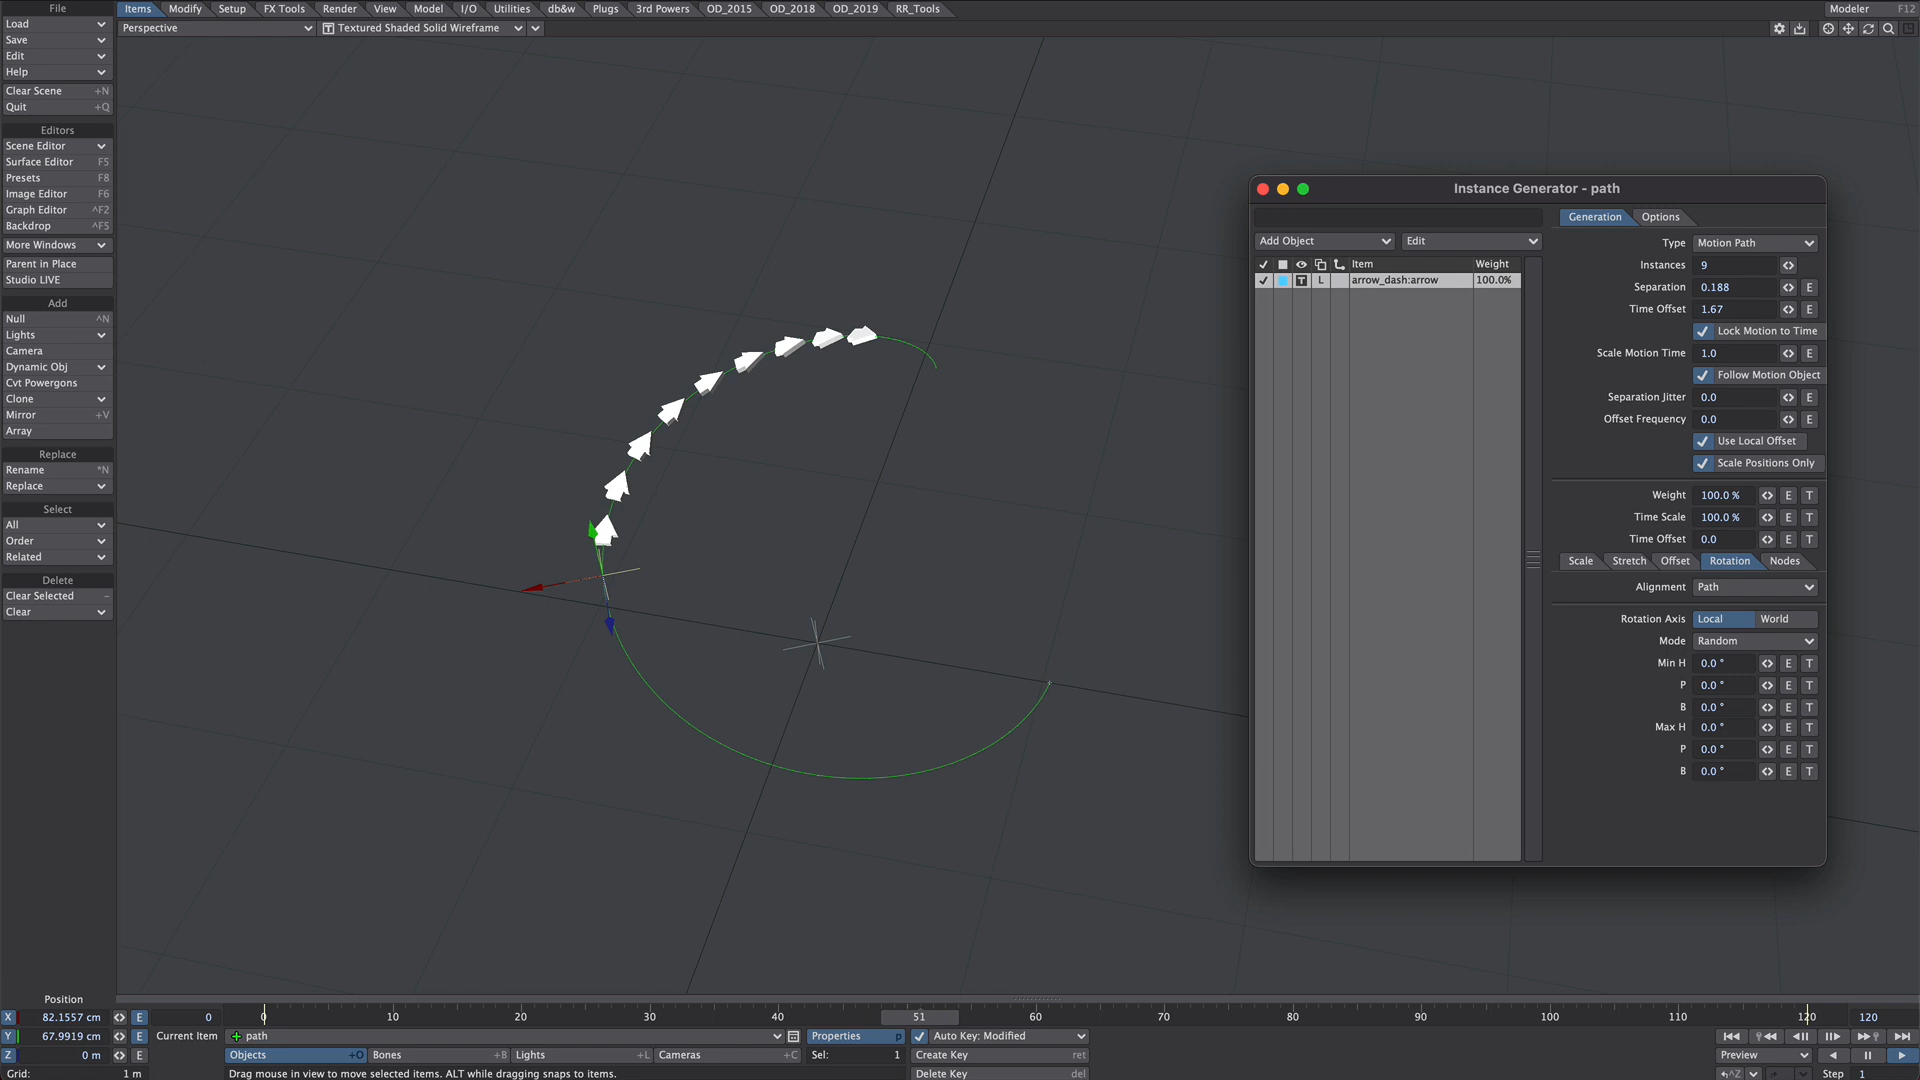 File
Load
Save
Edit
Help
Clear Scene +N
Quit +Q
Editors
Scene Editor
Surface Editor F5
Presets F8
Image Editor F6
Graph Editor ^F2
Backdrop ^F5
More Windows
Parent in Place
Studio LIVE
Add
Null ^N
Lights
Camera
Dynamic Obj
Cvt Powergons
Clone
Mirror +V
Array
Replace
Rename *N
Replace
Select
All
Order
Related
Delete
Clear Selected –
Clear
Items Modify Setup FX Tools Render View Model I/O Utilities db&w Plugs 3rd Powers OD_2015 OD_2018 OD_2019 RR_Tools
Modeler F12
Perspective
T Textured Shaded Solid Wireframe
Instance Generator - path
Add Object Edit
Item Weight
T L arrow_dash:arrow 100.0%
Generation Options
Type Motion Path
Instances 9
Separation 0.188 E
Time Offset 1.67 E
Lock Motion to Time
Scale Motion Time 1.0 E
Follow Motion Object
Separation Jitter 0.0 E
Offset Frequency 0.0 E
Use Local Offset
Scale Positions Only
Weight 100.0 % E T
Time Scale 100.0 % E T
Time Offset 0.0 E T
Scale Stretch Offset Rotation Nodes
Alignment Path
Rotation Axis Local World
Mode Random
Min H 0.0 ° E T
P 0.0 ° E T
B 0.0 ° E T
Max H 0.0 ° E T
P 0.0 ° E T
B 0.0 ° E T
Position
X 82.1557 cm E
Y 67.9919 cm E
Z 0 m E
Grid: 1 m
0 0 10 20 30 40 51 60 70 80 90 100 110 120 120
Current Item path Properties p Auto Key: Modified
Objects +O Bones +B Lights +L Cameras +C Sel: 1 Create Key ret
Drag mouse in view to move selected items. ALT while dragging snaps to items. Delete Key del
Preview
^Z Step 1